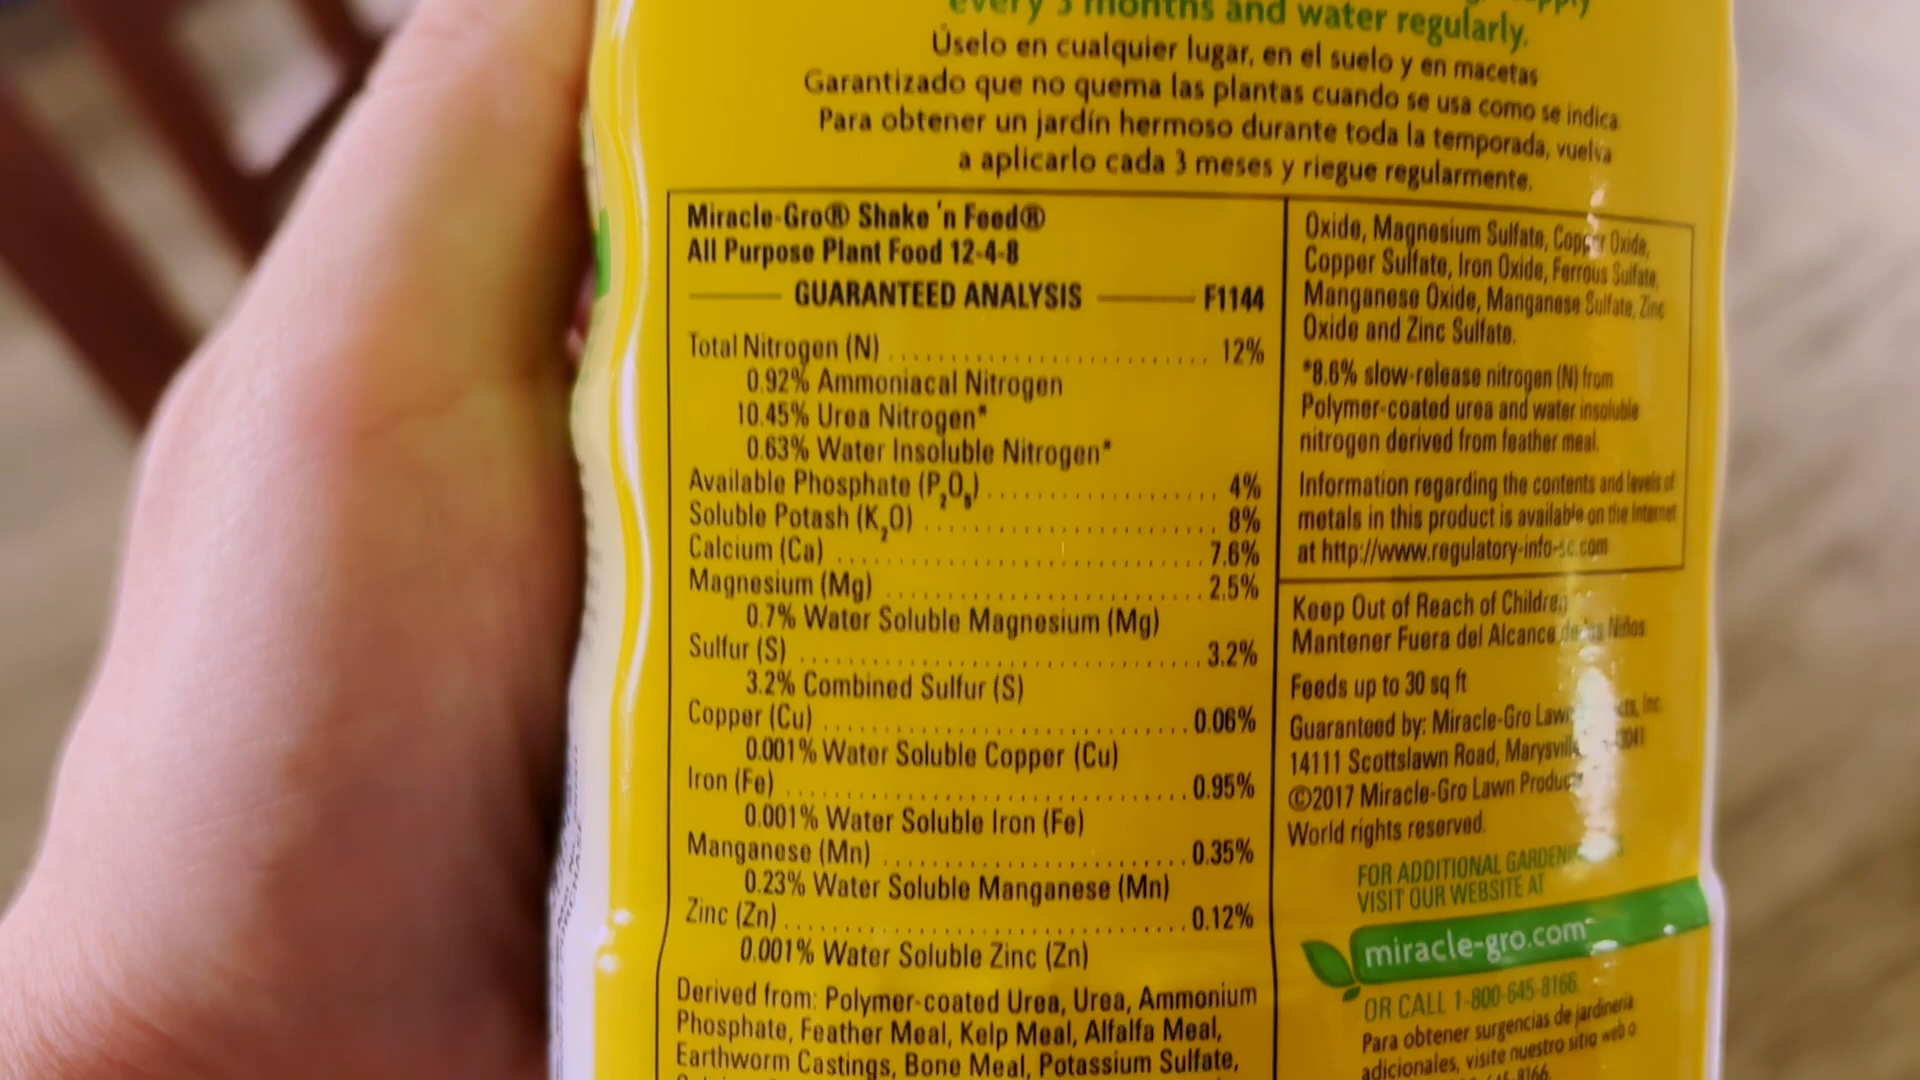 every 3 months and water regularly.
Úselo en cualquier lugar, en el suelo y en macetas
Garantizado que no quema las plantas cuando se usa como se indica
Para obtener un jardín hermoso durante toda la temporada, vuelva
a aplicarlo cada 3 meses y riegue regularmente.
Miracle-Gro® Shake 'n Feed®
All Purpose Plant Food 12-4-8
GUARANTEED ANALYSIS F1144
Total Nitrogen (N) 12%
0.92% Ammoniacal Nitrogen
10.45% Urea Nitrogen*
0.63% Water Insoluble Nitrogen*
Available Phosphate (P₂O₅) 4%
Soluble Potash (K₂O) 8%
Calcium (Ca) 7.6%
Magnesium (Mg) 2.5%
0.7% Water Soluble Magnesium (Mg)
Sulfur (S) 3.2%
3.2% Combined Sulfur (S)
Copper (Cu) 0.06%
0.001% Water Soluble Copper (Cu)
Iron (Fe) 0.95%
0.001% Water Soluble Iron (Fe)
Manganese (Mn) 0.35%
0.23% Water Soluble Manganese (Mn)
Zinc (Zn) 0.12%
0.001% Water Soluble Zinc (Zn)
Derived from: Polymer-coated Urea, Urea, Ammonium
Phosphate, Feather Meal, Kelp Meal, Alfalfa Meal,
Earthworm Castings, Bone Meal, Potassium Sulfate,
Oxide, Magnesium Sulfate, Copper Oxide,
Copper Sulfate, Iron Oxide, Ferrous Sulfate,
Manganese Oxide, Manganese Sulfate, Zinc
Oxide and Zinc Sulfate.
*8.6% slow-release nitrogen (N) from
Polymer-coated urea and water insoluble
nitrogen derived from feather meal.
Information regarding the contents and levels of
metals in this product is available on the Internet
at http://www.regulatory-info-sc.com
Keep Out of Reach of Children
Mantener Fuera del Alcance de los Niños
Feeds up to 30 sq ft
Guaranteed by: Miracle-Gro Lawn
14111 Scottslawn Road,
©2017 Miracle-Gro Lawn
World rights reserved.
FOR ADDITIONAL
VISIT OUR WEBSITE AT
miracle-gro.com
OR CALL 1-800-645-8166
Para obtener surgencias de jardineria
adicionales, visite nuestro sitio web o